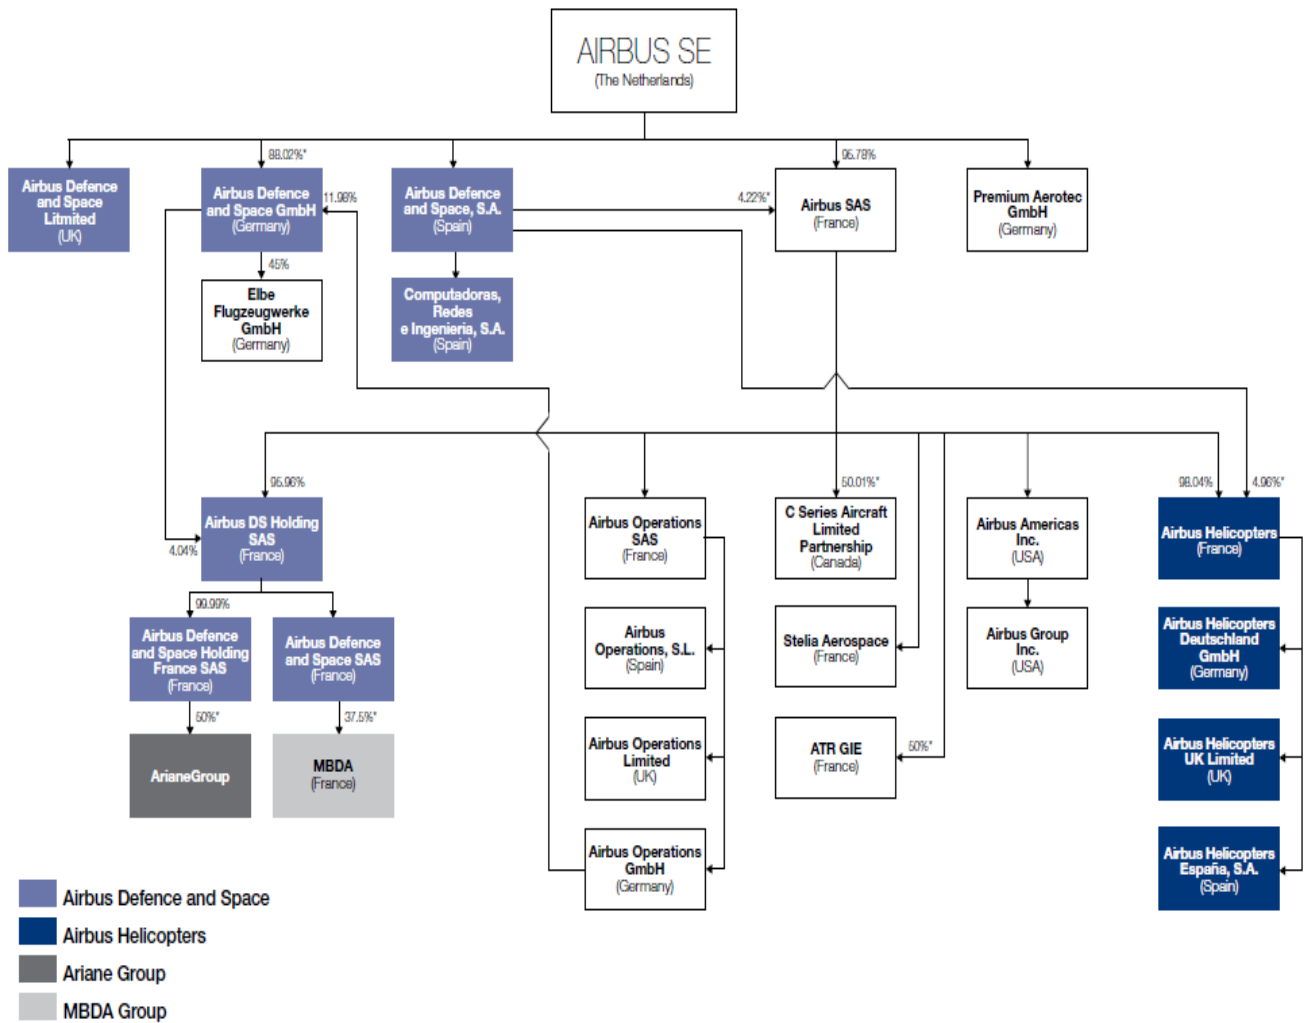 AIRBUS SE
(The Netherlands)
88.02%*
95.78%
Airbus Defence
and Space
Litmited
(UK)
Airbus Defence
and Space GmbH
(Germany)
11.98%
Airbus Defence
and Space, S.A.
(Spain)
4.22%*
Airbus SAS
(France)
Premium Aerotec
GmbH
(Germany)
45%
Elbe
Flugzeugwerke
GmbH
(Germany)
Computadoras,
Redes
e Ingenieria, S.A.
(Spain)
95.96%
50.01%*
98.04%
4.96%*
Airbus DS Holding
SAS
(France)
4.04%
Airbus Operations
SAS
(France)
C Series Aircraft
Limited
Partnership
(Canada)
Airbus Americas
Inc.
(USA)
Airbus Helicopters
(France)
99.99%
Airbus Defence
and Space Holding
France SAS
(France)
Airbus Defence
and Space SAS
(France)
Airbus
Operations, S.L.
(Spain)
Stelia Aerospace
(France)
Airbus Group
Inc.
(USA)
Airbus Helicopters
Deutschland
GmbH
(Germany)
50%*
37.5%*
ArianeGroup
MBDA
(France)
Airbus Operations
Limited
(UK)
ATR GIE
(France)
50%*
Airbus Helicopters
UK Limited
(UK)
Airbus Operations
GmbH
(Germany)
Airbus Helicopters
España, S.A.
(Spain)
Airbus Defence and Space
Airbus Helicopters
Ariane Group
MBDA Group